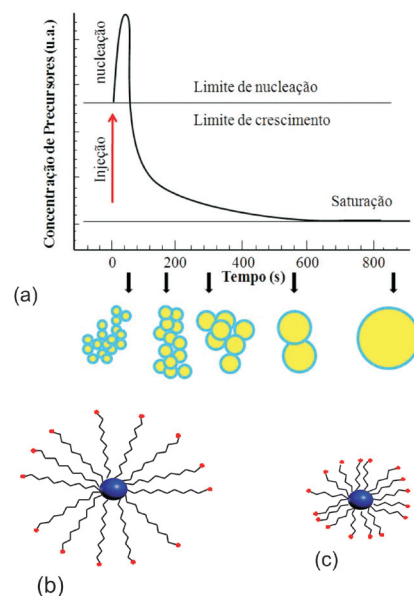 Concentração de Precursores (u.a.)
nucleação
Injeção
Limite de nucleação
Limite de crescimento
Saturação
0 200 400 600 800
Tempo (s)
(a)
(b)
(c)